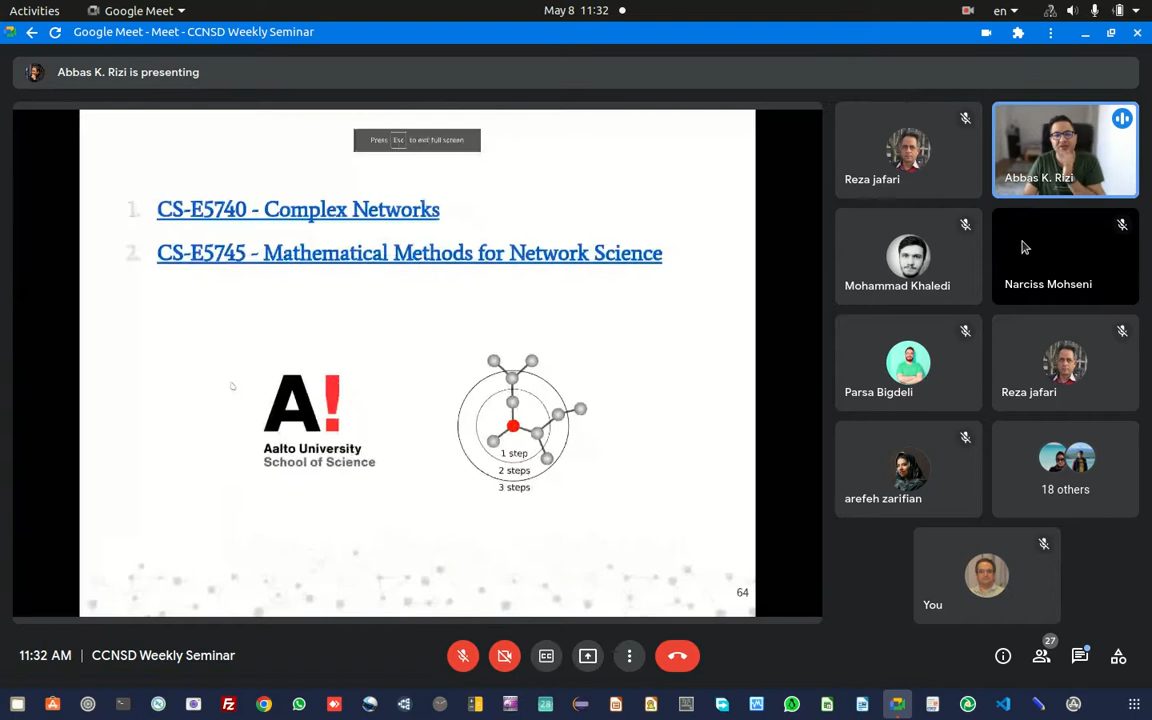 Activities
Google Meet
May 8 11:32
en
Google Meet - Meet - CCNSD Weekly Seminar
Abbas K. Rizi is presenting
Press Esc to exit full screen
1. CS-E5740 - Complex Networks
2. CS-E5745 - Mathematical Methods for Network Science
A!
Aalto University
School of Science
1 step
2 steps
3 steps
64
Reza jafari
Abbas K. Rizi
Mohammad Khaledi
Narciss Mohseni
Parsa Bigdeli
Reza jafari
arefeh zarifian
18 others
You
11:32 AM
CCNSD Weekly Seminar
27